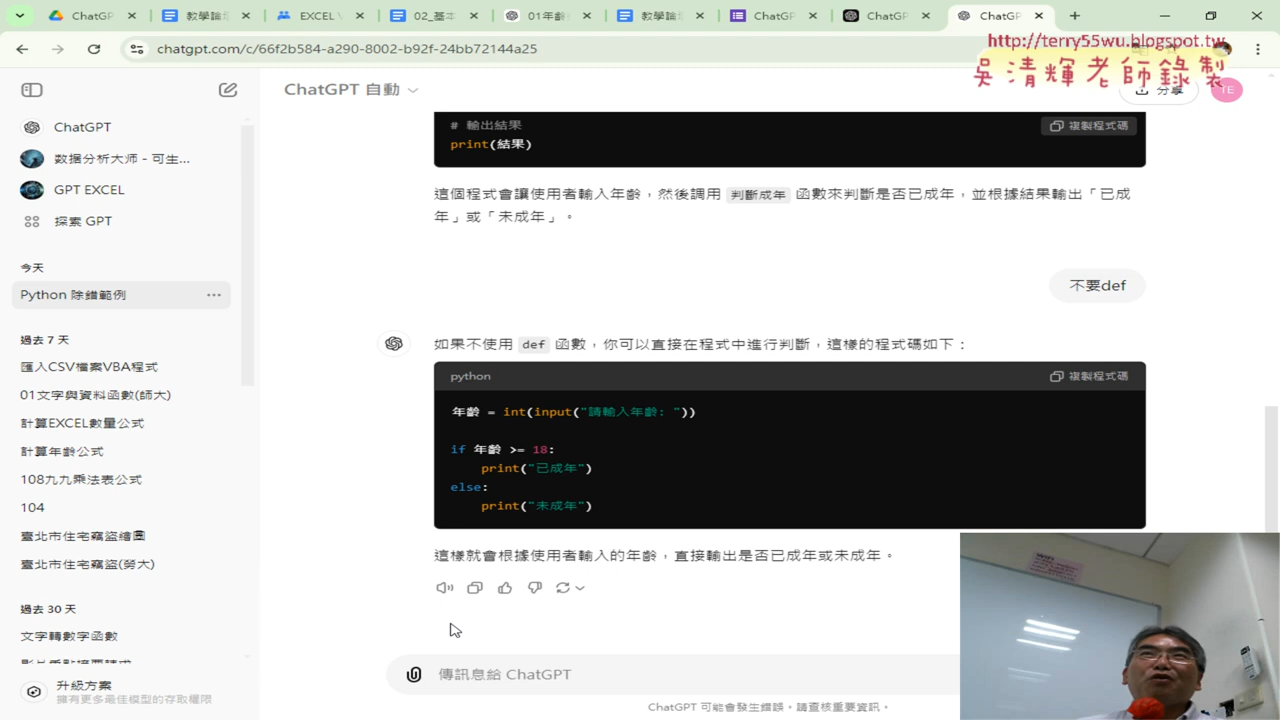 ChatGP
教學論壇
EXCEL V
02_基本
01年齡
教學論壇
ChatGP
ChatGP
ChatGP
chatgpt.com/c/66f2b584-a290-8002-b92f-24bb72144a25
http://terry55wu.blogspot.tw
吳清輝老師錄製
ChatGPT 自動
分享
TE
ChatGPT
数据分析大师 - 可生...
GPT EXCEL
探索 GPT
今天
Python 除錯範例
過去 7 天
匯入CSV檔案VBA程式
01文字與資料函數(師大)
計算EXCEL數量公式
計算年齡公式
108九九乘法表公式
104
臺北市住宅竊盜繪圖
臺北市住宅竊盜(勞大)
過去 30 天
文字轉數字函數
升級方案
擁有更多最佳模型的存取權限
# 輸出結果
複製程式碼
print(結果)
這個程式會讓使用者輸入年齡，然後調用 判斷成年 函數來判斷是否已成年，並根據結果輸出「已成
年」或「未成年」。
不要def
如果不使用 def 函數，你可以直接在程式中進行判斷，這樣的程式碼如下：
python
複製程式碼
年齡 = int(input("請輸入年齡: "))
if 年齡 >= 18:
print("已成年")
else:
print("未成年")
這樣就會根據使用者輸入的年齡，直接輸出是否已成年或未成年。
傳訊息給 ChatGPT
ChatGPT 可能會發生錯誤。請查核重要資訊。